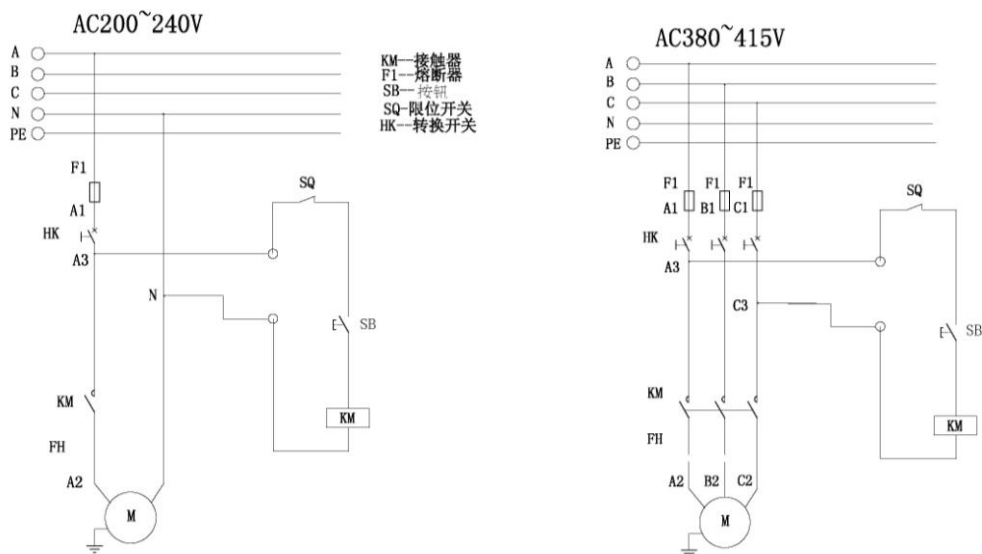 AC200~240V
A
B
C
N
PE
KM--接触器
F1--熔断器
SB--按钮
SQ-限位开关
HK--转换开关
F1
A1
HK
A3
N
SQ
SB
KM
KM
FH
A2
M
AC380~415V
A
B
C
N
PE
F1 F1 F1
A1 B1 C1
HK
A3
C3
SQ
SB
KM
KM
FH
A2 B2 C2
M